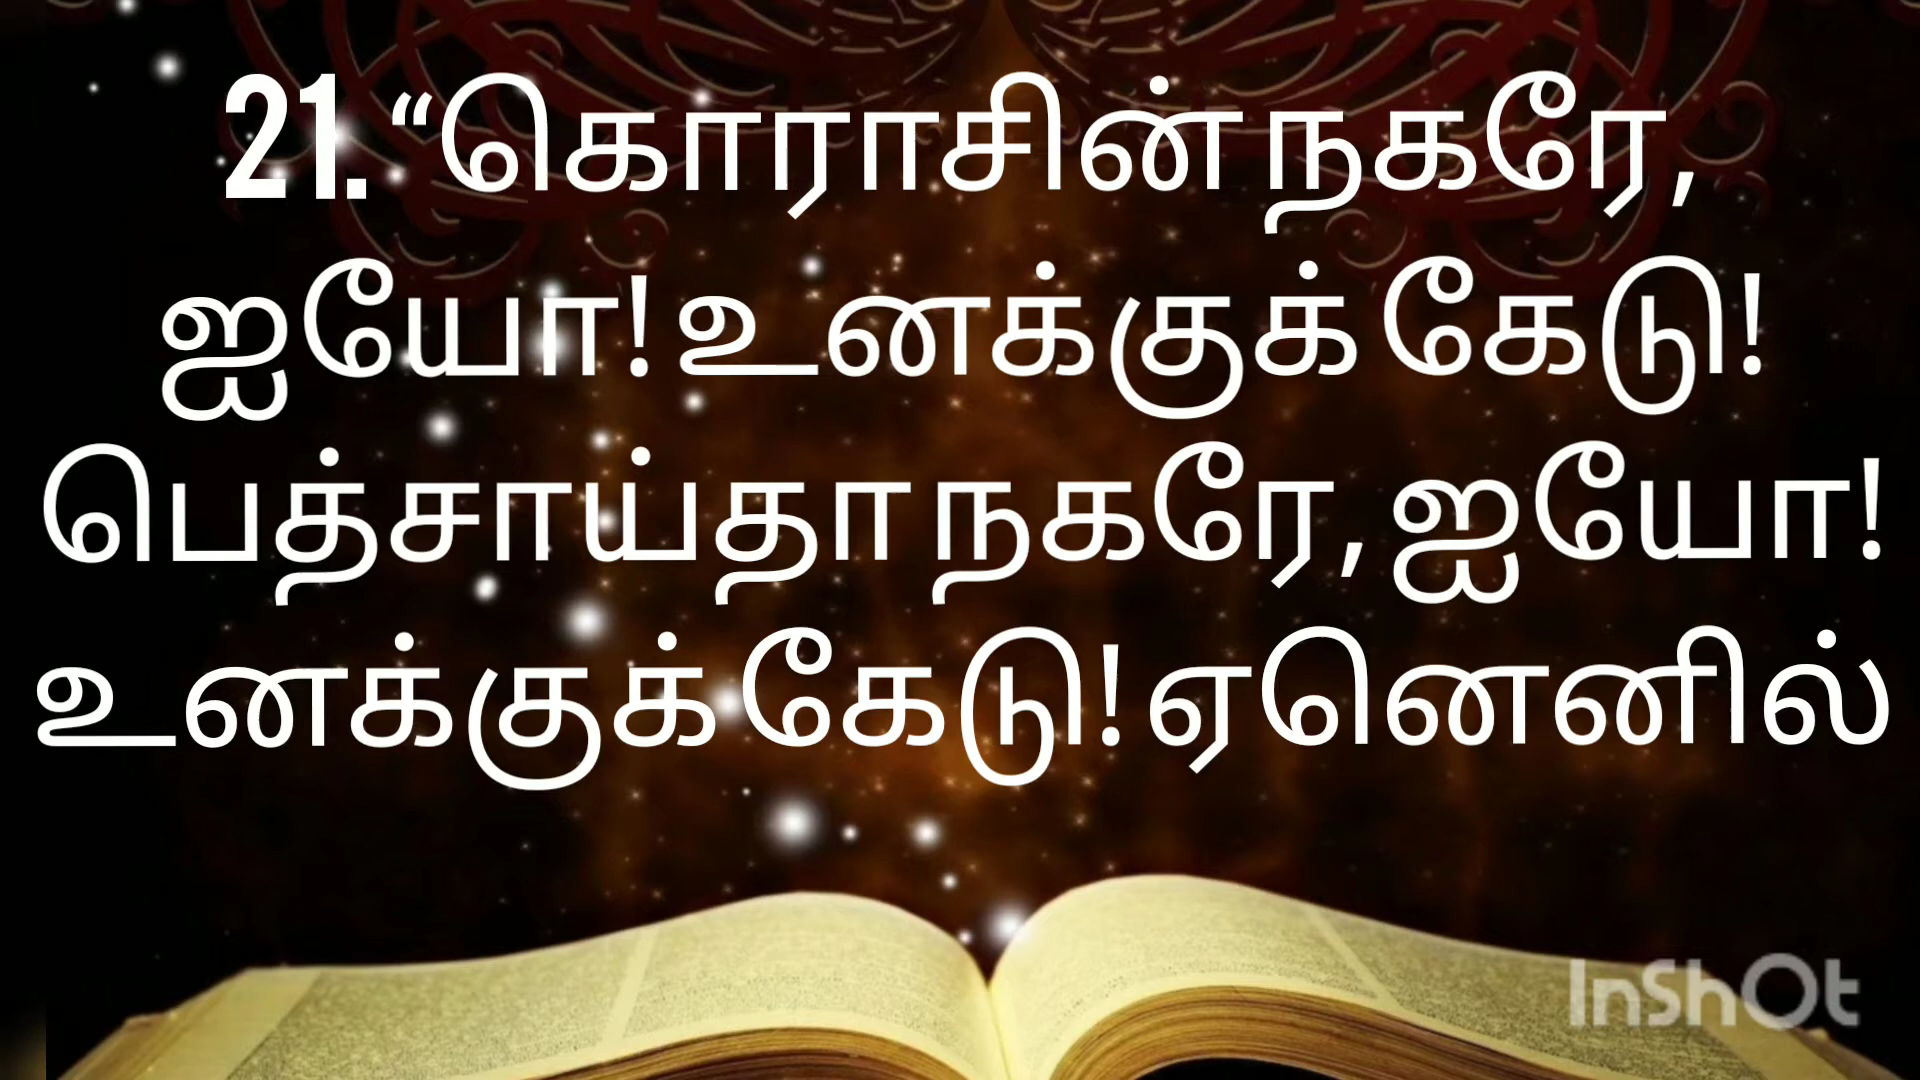 21. “கொராசின் நகரே,
ஐயோ! உனக்குக் கேடு!
பெத்சாய்தா நகரே, ஐயோ!
உனக்குக் கேடு! ஏனெனில்
InShOt